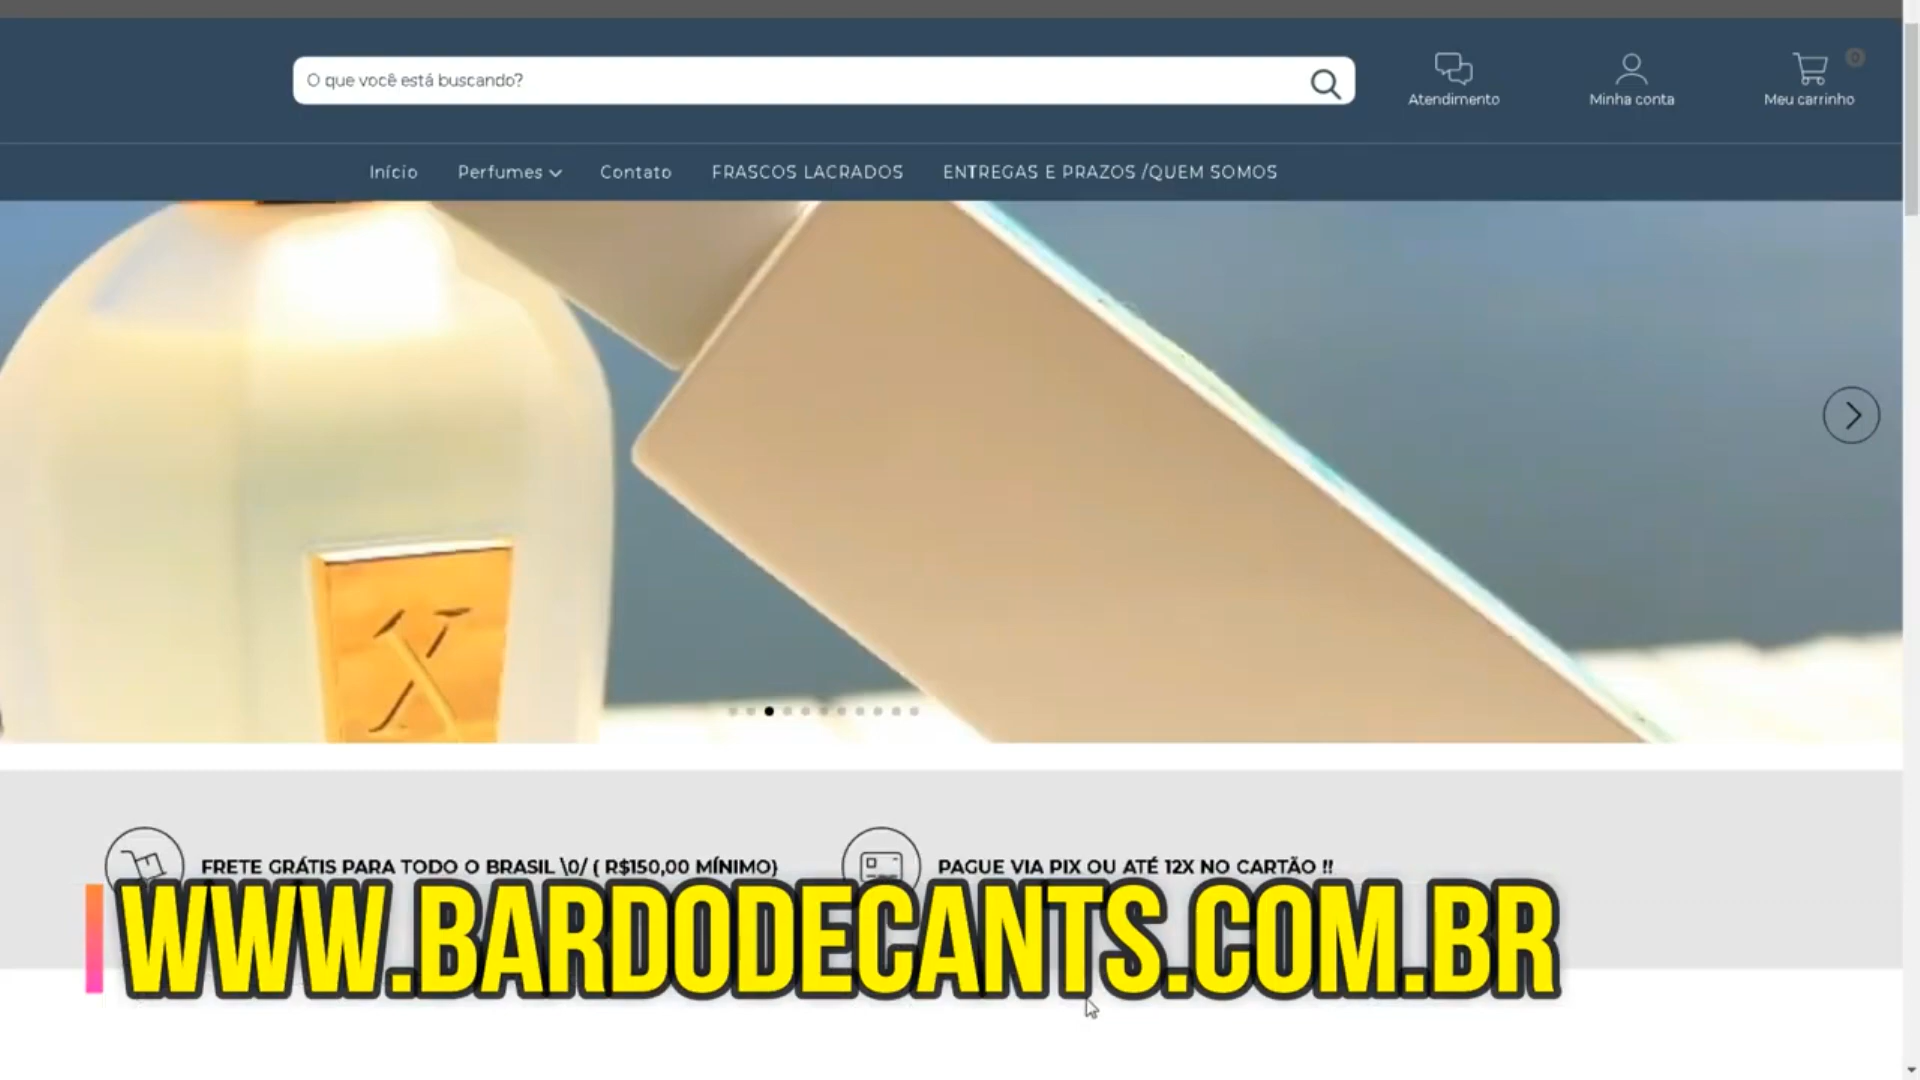 O que você está buscando?
Atendimento
Minha conta
0
Meu carrinho
Início
Perfumes
Contato
FRASCOS LACRADOS
ENTREGAS E PRAZOS /QUEM SOMOS
X
FRETE GRÁTIS PARA TODO O BRASIL \0/ ( R$150,00 MÍNIMO)
PAGUE VIA PIX OU ATÉ 12X NO CARTÃO !!
WWW.BARDODECANTS.COM.BR